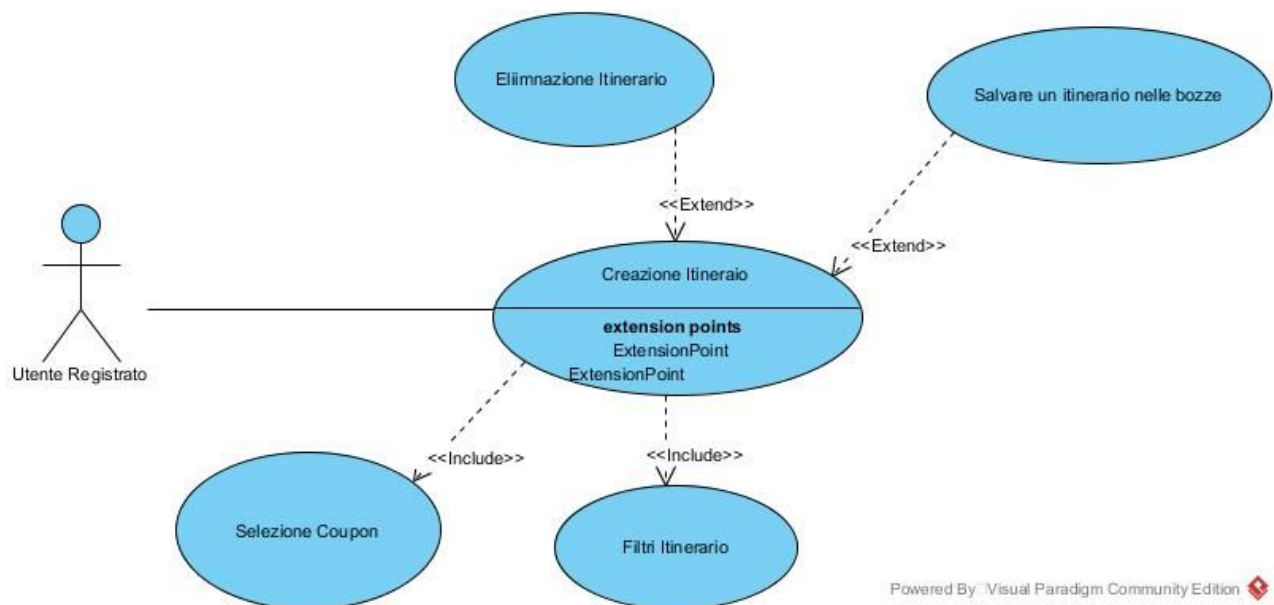 Eliimnazione Itinerario
Salvare un itinerario nelle bozze
<<Extend>>
<<Extend>>
Creazione Itineraio
extension points
ExtensionPoint
ExtensionPoint
Utente Registrato
<<Include>>
<<Include>>
Selezione Coupon
Filtri Itinerario
Powered By Visual Paradigm Community Edition